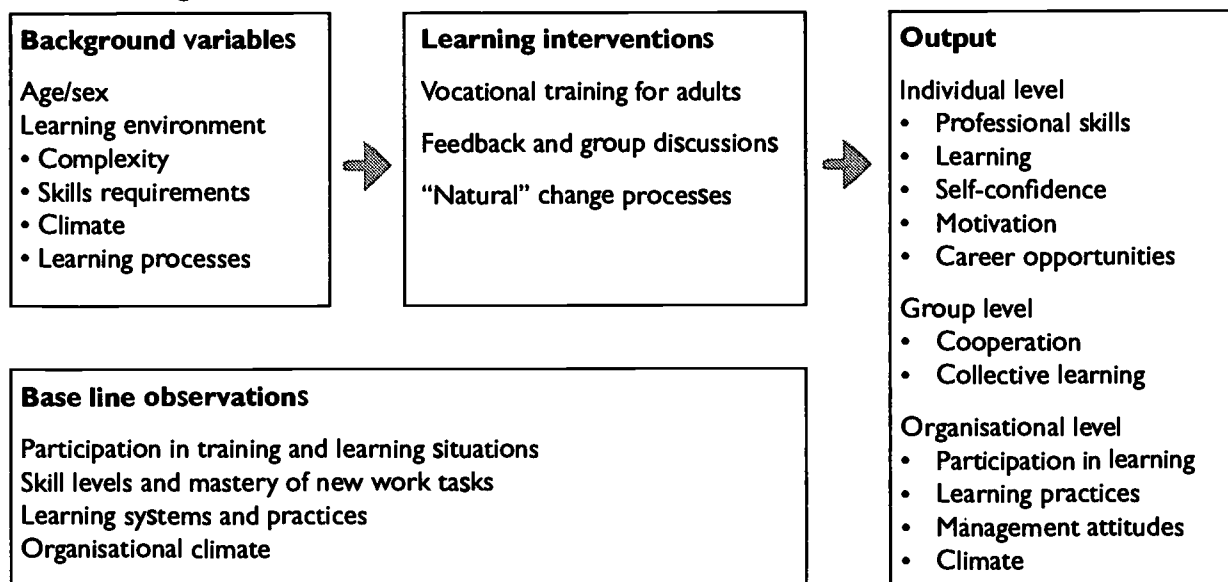 Background variables
Age/sex
Learning environment
• Complexity
• Skills requirements
• Climate
• Learning processes
Learning interventions
Vocational training for adults
Feedback and group discussions
“Natural” change processes
Output
Individual level
• Professional skills
• Learning
• Self-confidence
• Motivation
• Career opportunities
Group level
• Cooperation
• Collective learning
Organisational level
• Participation in learning
• Learning practices
• Management attitudes
• Climate
Base line observations
Participation in training and learning situations
Skill levels and mastery of new work tasks
Learning systems and practices
Organisational climate